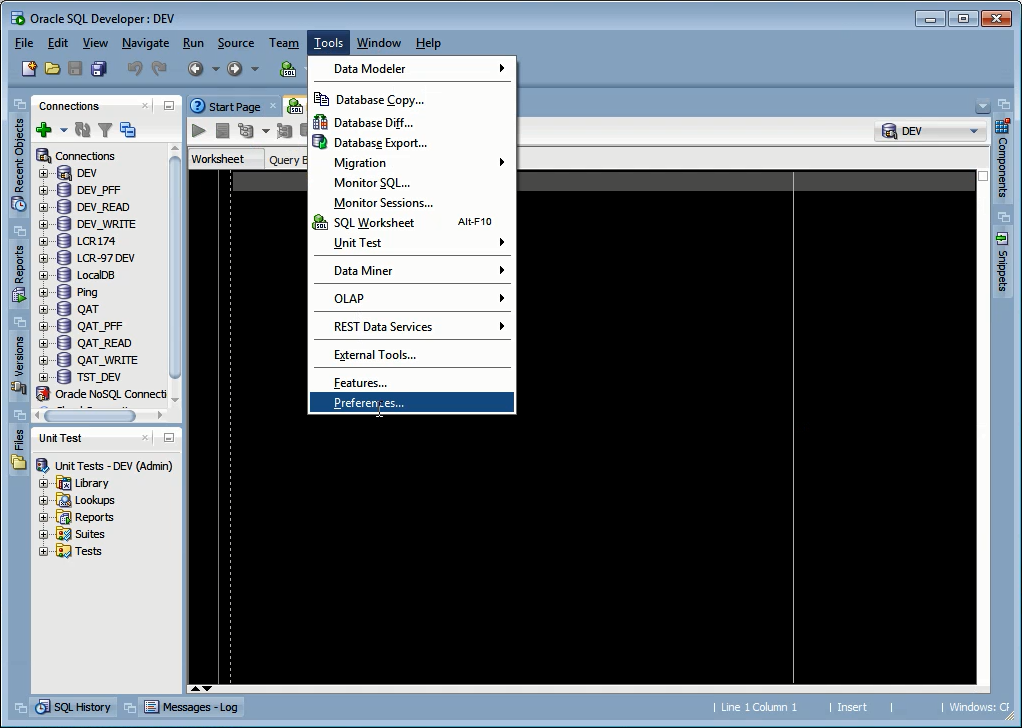 Oracle SQL Developer : DEV
File Edit View Navigate Run Source Team Tools Window Help
Connections
Start Page
Data Modeler
Database Copy...
Database Diff...
Database Export...
Migration
Monitor SQL...
Monitor Sessions...
SQL Worksheet Alt-F10
Unit Test
Data Miner
OLAP
REST Data Services
External Tools...
Features...
Preferences...
DEV
Worksheet Query B
Recent Objects
Reports
Versions
Files
Connections
DEV
DEV_PFF
DEV_READ
DEV_WRITE
LCR174
LCR-97 DEV
LocalDB
Ping
QAT
QAT_PFF
QAT_READ
QAT_WRITE
TST_DEV
Oracle NoSQL Connecti
Unit Test
Unit Tests - DEV (Admin)
Library
Lookups
Reports
Suites
Tests
Components
Snippets
SQL History Messages - Log
Line 1 Column 1 Insert Windows: CF